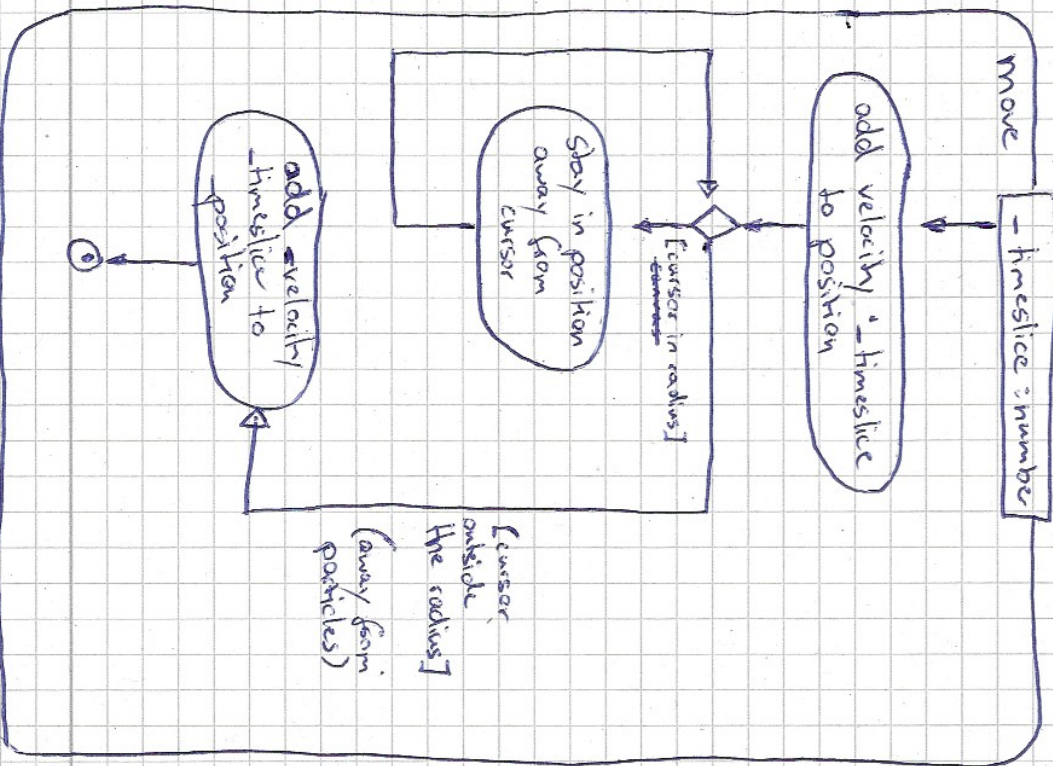 move
_timeslice : number
add velocity * _timeslice
to position
[cursor in radius]
Stay in position
away from
cursor
[cursor
outside
the radius]
(away from
particles)
add velocity
_timeslice to
position